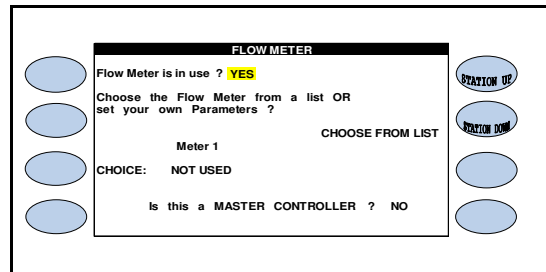 FLOW METER
Flow Meter is in use ? YES
STATION UP
Choose the Flow Meter from a list OR
set your own Parameters ?
STATION DOWN
CHOOSE FROM LIST
Meter 1
CHOICE: NOT USED
Is this a MASTER CONTROLLER ? NO